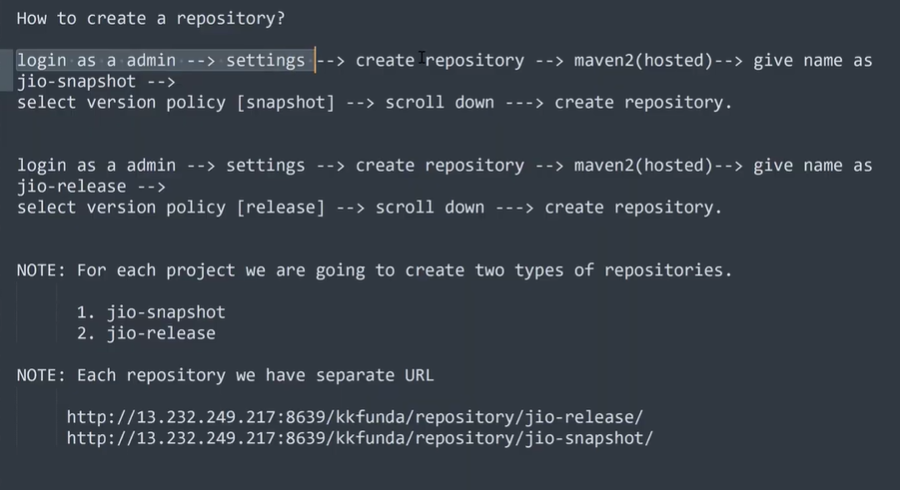 How to create a repository?
login as a admin --> settings --> create repository --> maven2(hosted)--> give name as
jio-snapshot -->
select version policy [snapshot] --> scroll down ---> create repository.
login as a admin --> settings --> create repository --> maven2(hosted)--> give name as
jio-release -->
select version policy [release] --> scroll down ---> create repository.
NOTE: For each project we are going to create two types of repositories.
1. jio-snapshot
2. jio-release
NOTE: Each repository we have separate URL
http://13.232.249.217:8639/kkfunda/repository/jio-release/
http://13.232.249.217:8639/kkfunda/repository/jio-snapshot/